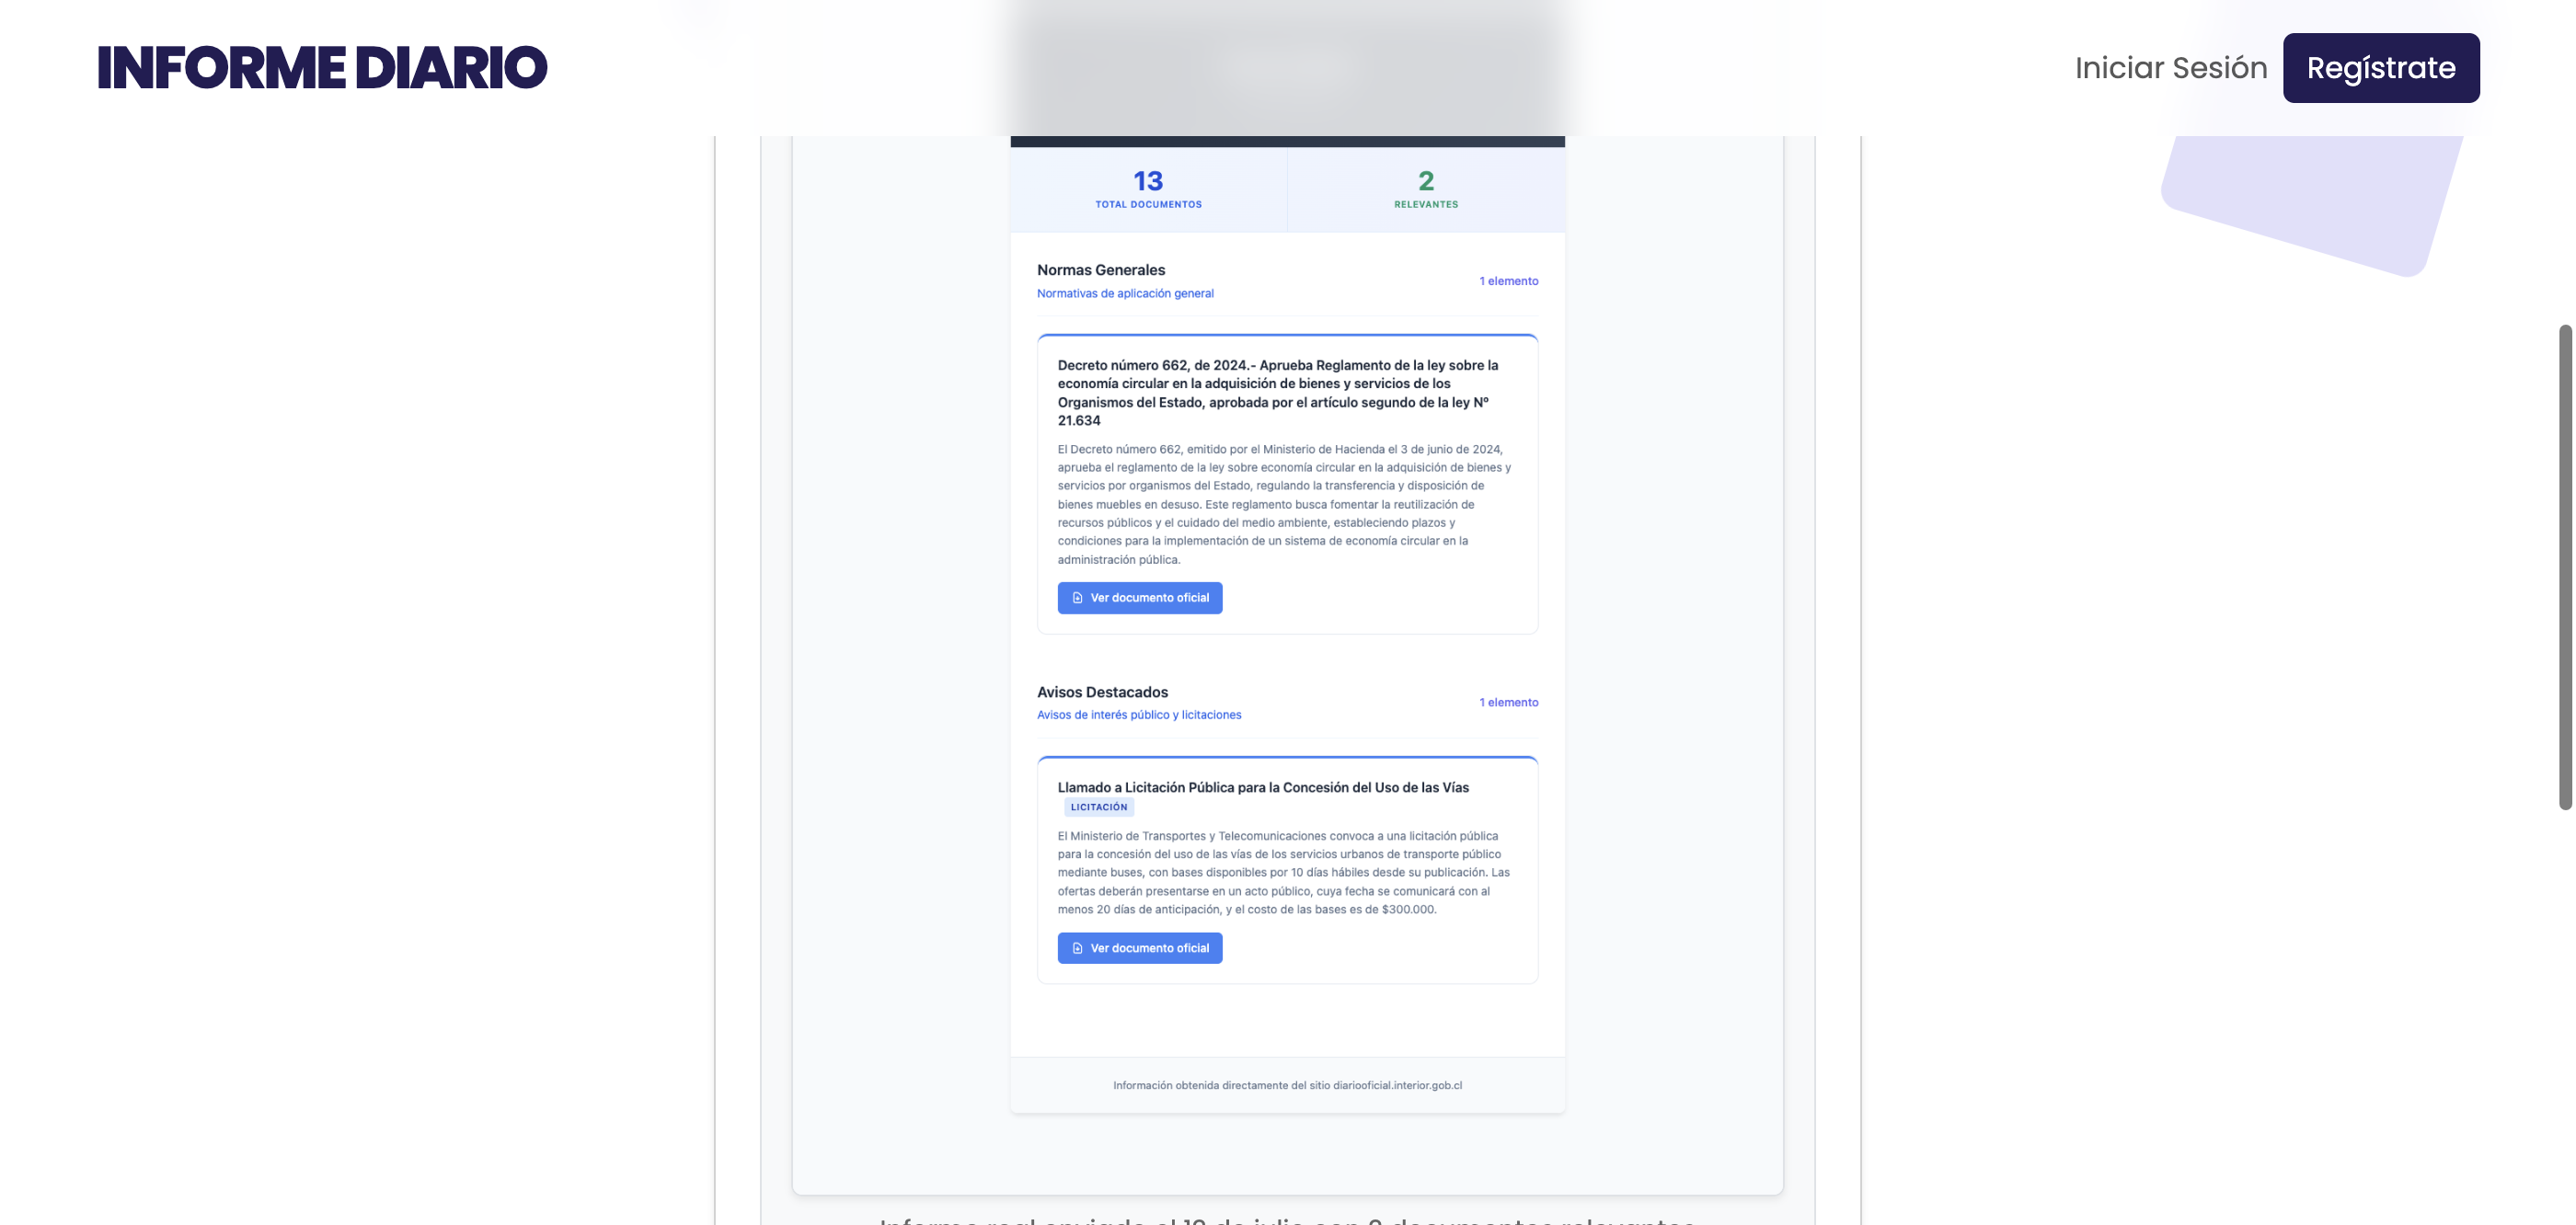 INFORME DIARIO
Iniciar Sesión
Regístrate
13
TOTAL DOCUMENTOS
2
RELEVANTES
Normas Generales
Normativas de aplicación general
1 elemento
Decreto número 662, de 2024.- Aprueba Reglamento de la ley sobre la
economía circular en la adquisición de bienes y servicios de los
Organismos del Estado, aprobada por el artículo segundo de la ley Nº
21.634
El Decreto número 662, emitido por el Ministerio de Hacienda el 3 de junio de 2024,
aprueba el reglamento de la ley sobre economía circular en la adquisición de bienes y
servicios por organismos del Estado, regulando la transferencia y disposición de
bienes muebles en desuso. Este reglamento busca fomentar la reutilización de
recursos públicos y el cuidado del medio ambiente, estableciendo plazos y
condiciones para la implementación de un sistema de economía circular en la
administración pública.
Ver documento oficial
Avisos Destacados
Avisos de interés público y licitaciones
1 elemento
Llamado a Licitación Pública para la Concesión del Uso de las Vías
LICITACIÓN
El Ministerio de Transportes y Telecomunicaciones convoca a una licitación pública
para la concesión del uso de las vías de los servicios urbanos de transporte público
mediante buses, con bases disponibles por 10 días hábiles desde su publicación. Las
ofertas deberán presentarse en un acto público, cuya fecha se comunicará con al
menos 20 días de anticipación, y el costo de las bases es de $300.000.
Ver documento oficial
Información obtenida directamente del sitio diariooficial.interior.gob.cl